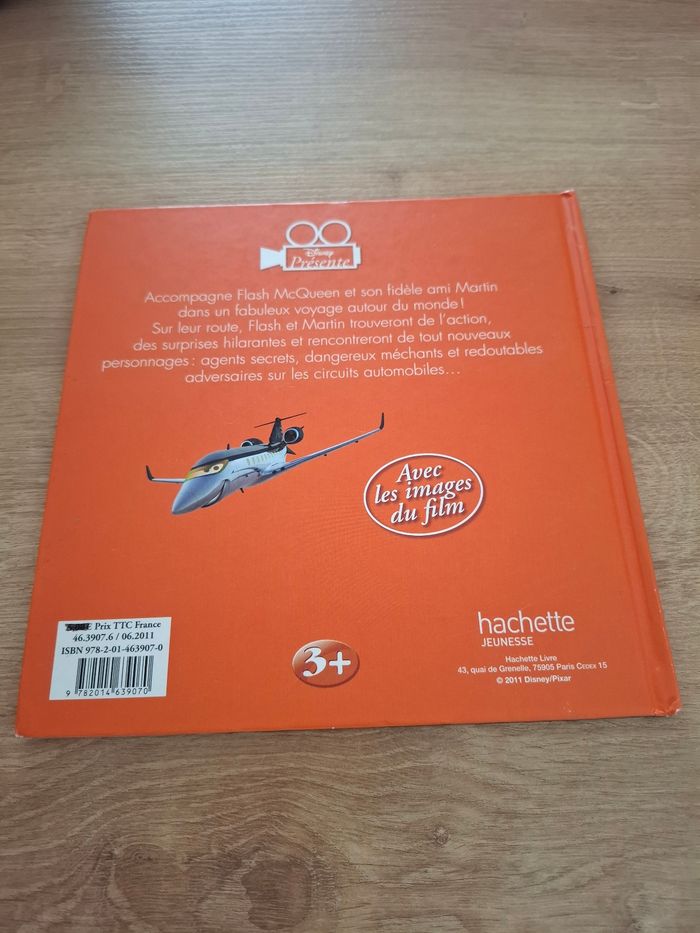 Disney
Présente
Accompagne Flash McQueen et son fidèle ami Martin
dans un fabuleux voyage autour du monde !
Sur leur route, Flash et Martin trouveront de l'action,
des surprises hilarantes et rencontreront de tout nouveaux
personnages : agents secrets, dangereux méchants et redoutables
adversaires sur les circuits automobiles...
Avec
les images
du film
Prix TTC France
46.3907.6 / 06.2011
ISBN 978-2-01-463907-0
9 782014 639070
3+
hachette
JEUNESSE
Hachette Livre
43, quai de Grenelle, 75905 Paris CEDEX 15
© 2011 Disney/Pixar